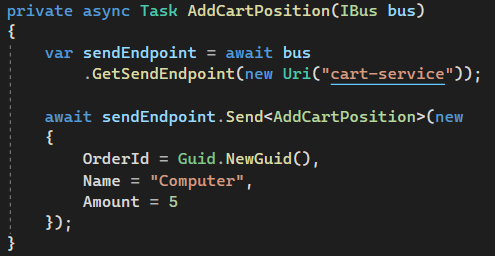 private async Task AddCartPosition(IBus bus)
{
    var sendEndpoint = await bus
        .GetSendEndpoint(new Uri("cart-service"));

    await sendEndpoint.Send<AddCartPosition>(new
    {
        OrderId = Guid.NewGuid(),
        Name = "Computer",
        Amount = 5
    });
}